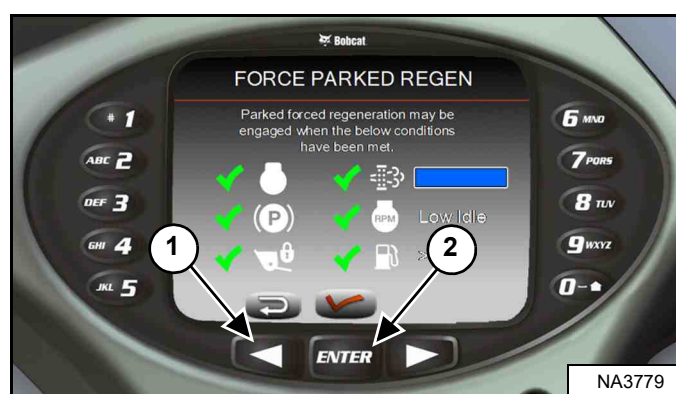 Bobcat
FORCE PARKED REGEN
Parked forced regeneration may be
engaged when the below conditions
have been met.
# 1
ABC 2
DEF 3
GHI 4
JKL 5
6 MNO
7 PQRS
8 TUV
9 WXYZ
0
P
RPM Low Idle
1
2
>
ENTER
NA3779